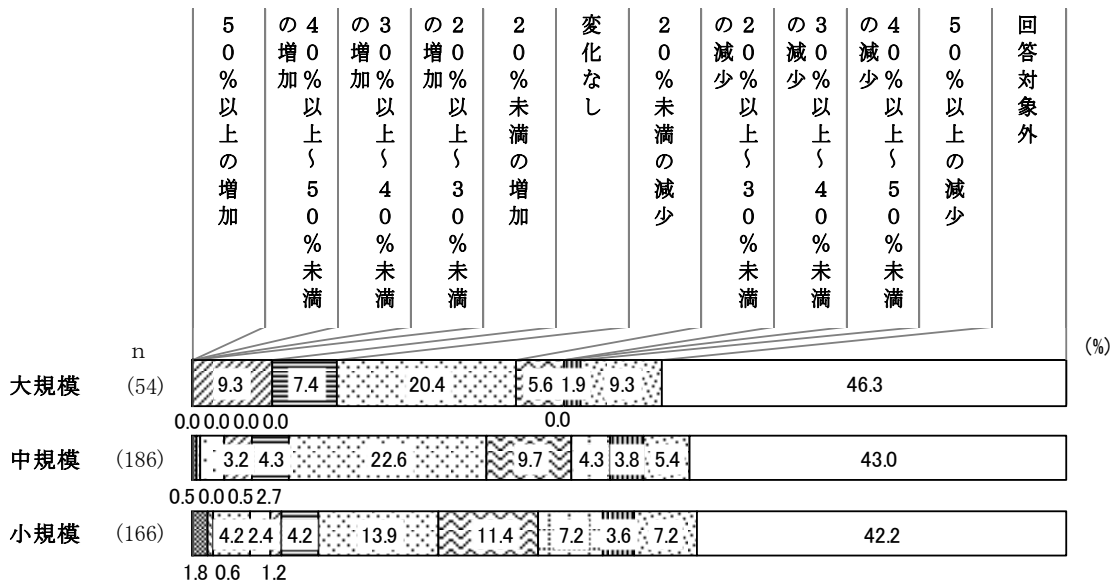 50%以上の増加
40%以上～50%未満の増加
30%以上～40%未満の増加
20%以上～30%未満の増加
20%未満の増加
変化なし
20%未満の減少
20%以上～30%未満の減少
30%以上～40%未満の減少
40%以上～50%未満の減少
50%以上の減少
回答対象外
n
(%)
大規模 (54) 9.3 7.4 20.4 5.6 1.9 9.3 46.3
0.0 0.0 0.0 0.0 0.0
中規模 (186) 3.2 4.3 22.6 9.7 4.3 3.8 5.4 43.0
0.5 0.0 0.5 2.7
小規模 (166) 4.2 2.4 4.2 13.9 11.4 7.2 3.6 7.2 42.2
1.8 0.6 1.2